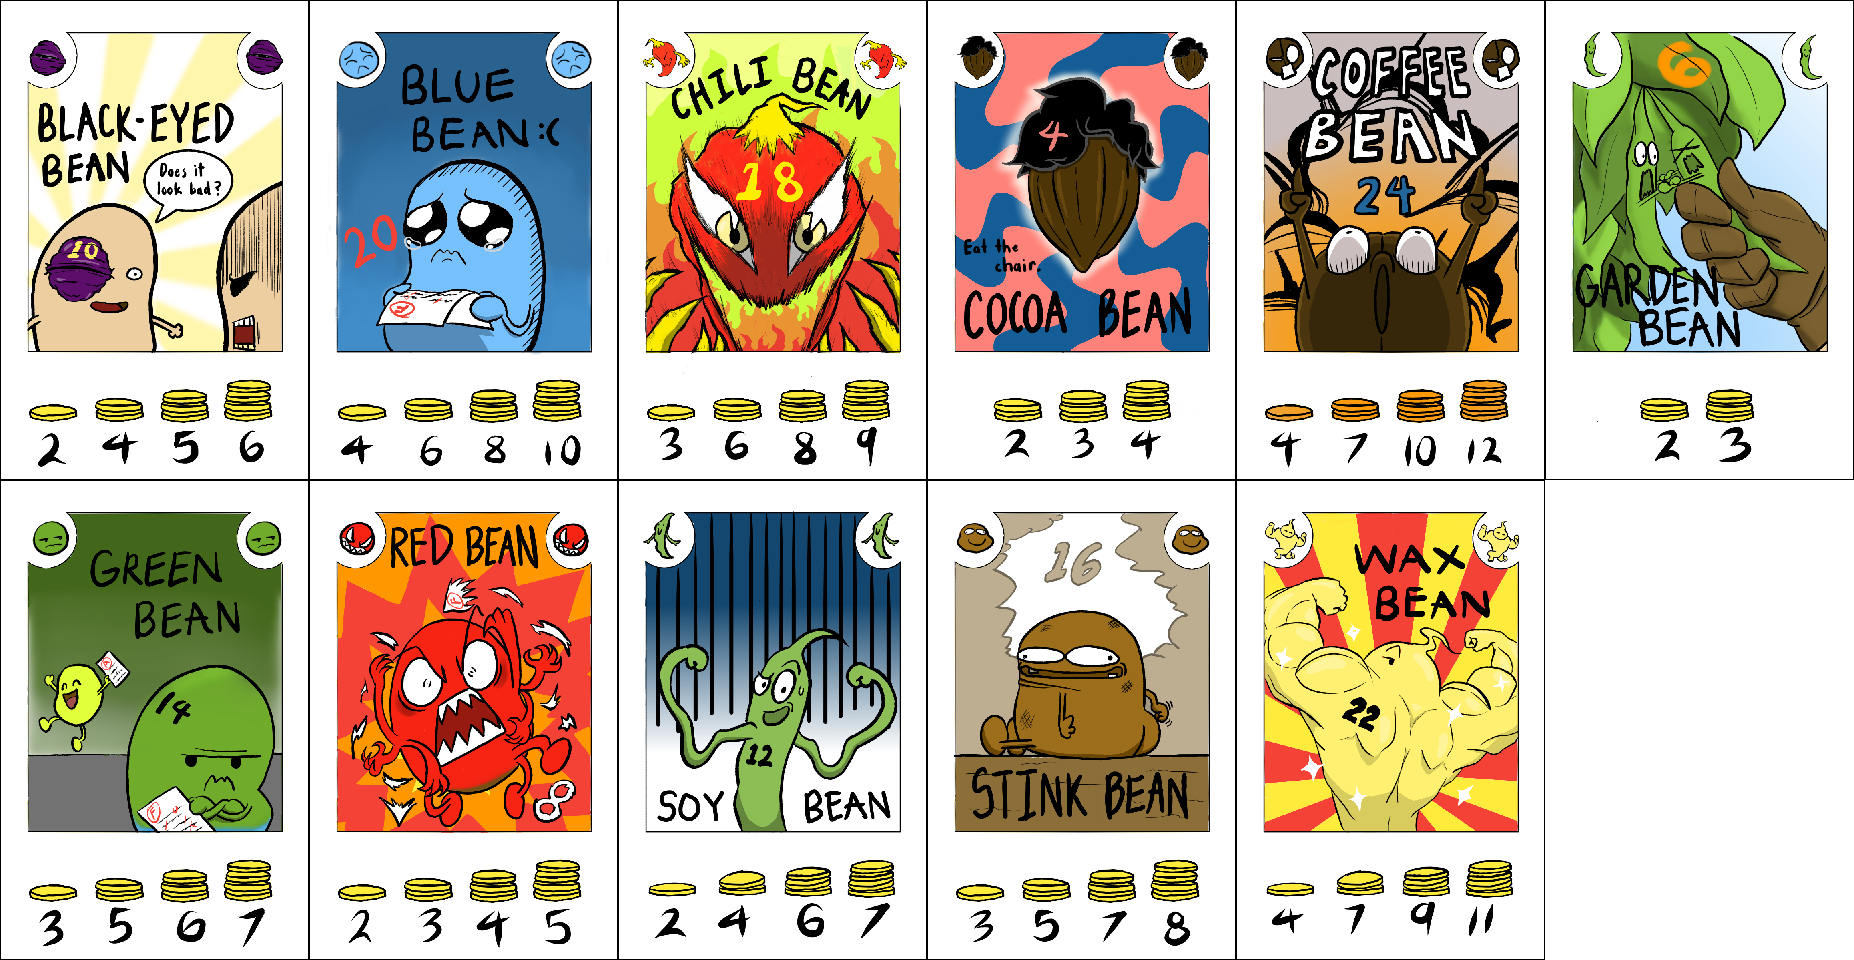 BLACK-EYED
BEAN
Does it
look bad?
10
2 4 5 6
BLUE
BEAN :(
20
F
4 6 8 10
CHILI BEAN
18
3 6 8 9
4
Eat the
chair.
COCOA BEAN
2 3 4
COFFEE
BEAN
24
4 7 10 12
6
GARDEN
BEAN
2 3
GREEN
BEAN
14
F
3 5 6 7
RED BEAN
F
8
2 3 4 5
12
SOY BEAN
2 4 6 7
16
STINK BEAN
3 5 7 8
WAX
BEAN
22
4 7 9 11